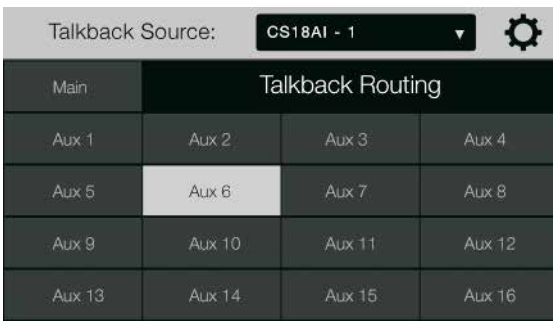 Talkback Source: CS18AI - 1 ▼
Main Talkback Routing
Aux 1 Aux 2 Aux 3 Aux 4
Aux 5 Aux 6 Aux 7 Aux 8
Aux 9 Aux 10 Aux 11 Aux 12
Aux 13 Aux 14 Aux 15 Aux 16